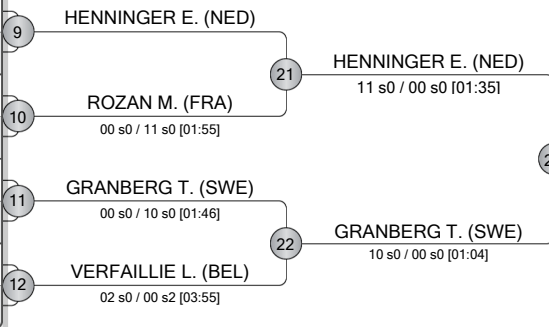 HENNINGER E. (NED)
9
21
HENNINGER E. (NED)
11 s0 / 00 s0 [01:35]
ROZAN M. (FRA)
10
00 s0 / 11 s0 [01:55]
GRANBERG T. (SWE)
11
00 s0 / 10 s0 [01:46]
22
GRANBERG T. (SWE)
10 s0 / 00 s0 [01:04]
VERFAILLIE L. (BEL)
12
02 s0 / 00 s2 [03:55]